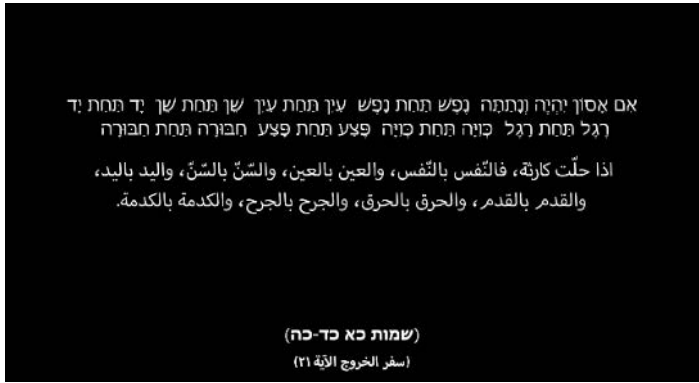 אִם אָסוֹן יִהְיֶה וְנָתַתָּה נֶפֶשׁ תַּחַת נָפֶשׁ עַיִן תַּחַת עַיִן שֵׁן תַּחַת שֵׁן יָד תַּחַת יָד
רֶגֶל תַּחַת רָגֶל כְּוִיָּה תַּחַת כְּוִיָּה פֶּצַע תַּחַת פָּצַע חַבּוּרָה תַּחַת חַבּוּרָה
اذا حلّت كارثة، فالنّفس بالنّفس، والعين بالعين، والسّنّ بالسّنّ، واليد باليد،
والقدم بالقدم، والحرق بالحرق، والجرح بالجرح، والكدمة بالكدمة.
(שמות כא כד-כה)
(سفر الخروج الآية ٢١)